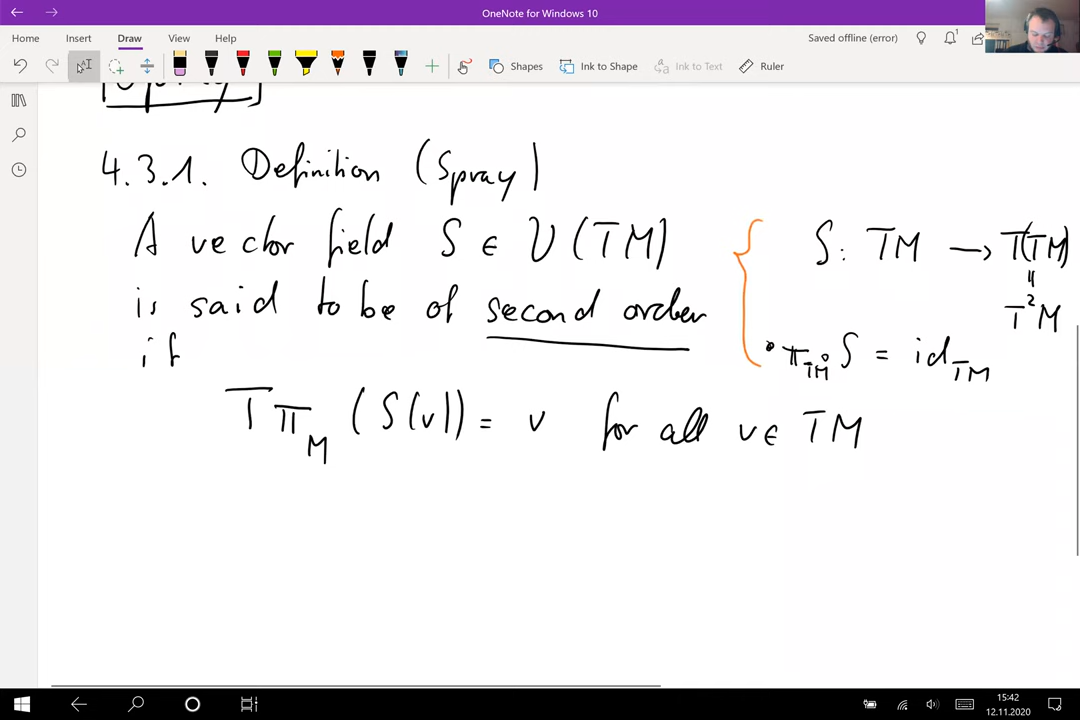 OneNote for Windows 10
Home Insert Draw View Help
Saved offline (error)
Shapes Ink to Shape Ink to Text Ruler
4.3.1. Definition (Spray)
A vector field S ∈ V(TM)
is said to be of second order
if
Tπ_M (S(v)) = v for all v ∈ TM
S: TM → T(TM)
"
T²M
• π_TM ∘ S = id_TM
15:42
12.11.2020